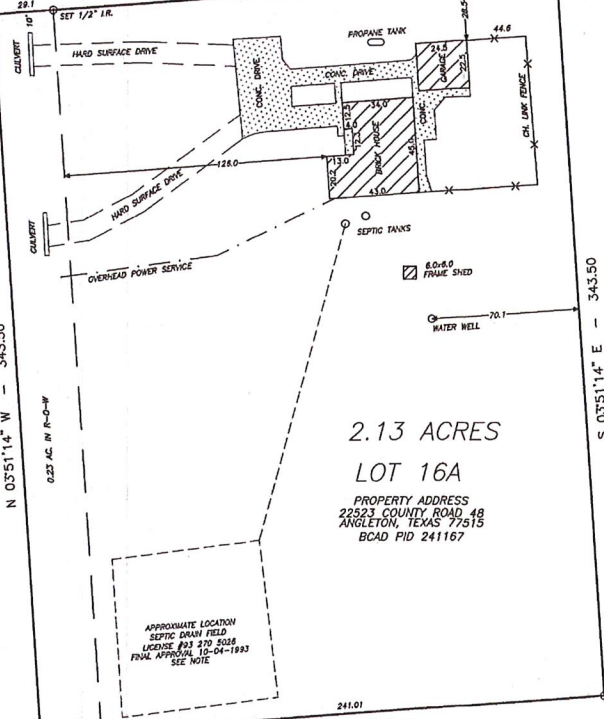 29.1
SET 1/2" I.R.
10'
CULVERT
HARD SURFACE DRIVE
CONC. DRIVE
CONC. DRIVE
PROPANE TANK
28.5
44.6
24.5
GARAGE
22.5
CH. LINK FENCE
CONC.
34.0
12.5
4.0
12.3
BRICK HOUSE
45.0
13.0
20.2
43.0
126.0
HARD SURFACE DRIVE
CULVERT
SEPTIC TANKS
OVERHEAD POWER SERVICE
6.0x6.0
FRAME SHED
70.1
WATER WELL
N 03°51'14" W - 343.50
S 03°51'14" E - 343.50
0.23 AC. IN R-O-W
2.13 ACRES
LOT 16A
PROPERTY ADDRESS
22523 COUNTY ROAD 48
ANGLETON, TEXAS 77515
BCAD PID 241167
APPROXIMATE LOCATION
SEPTIC DRAIN FIELD
LICENSE #93 270 5026
FINAL APPROVAL 10-04-1993
SEE NOTE
241.01